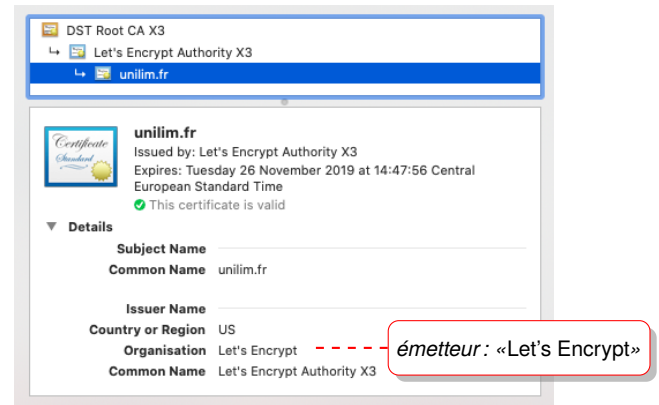 DST Root CA X3
↳ Let's Encrypt Authority X3
↳ unilim.fr
Certificate
Standard
unilim.fr
Issued by: Let's Encrypt Authority X3
Expires: Tuesday 26 November 2019 at 14:47:56 Central
European Standard Time
This certificate is valid
▼ Details
Subject Name
Common Name unilim.fr
Issuer Name
Country or Region US
Organisation Let's Encrypt
émetteur : «Let's Encrypt»
Common Name Let's Encrypt Authority X3